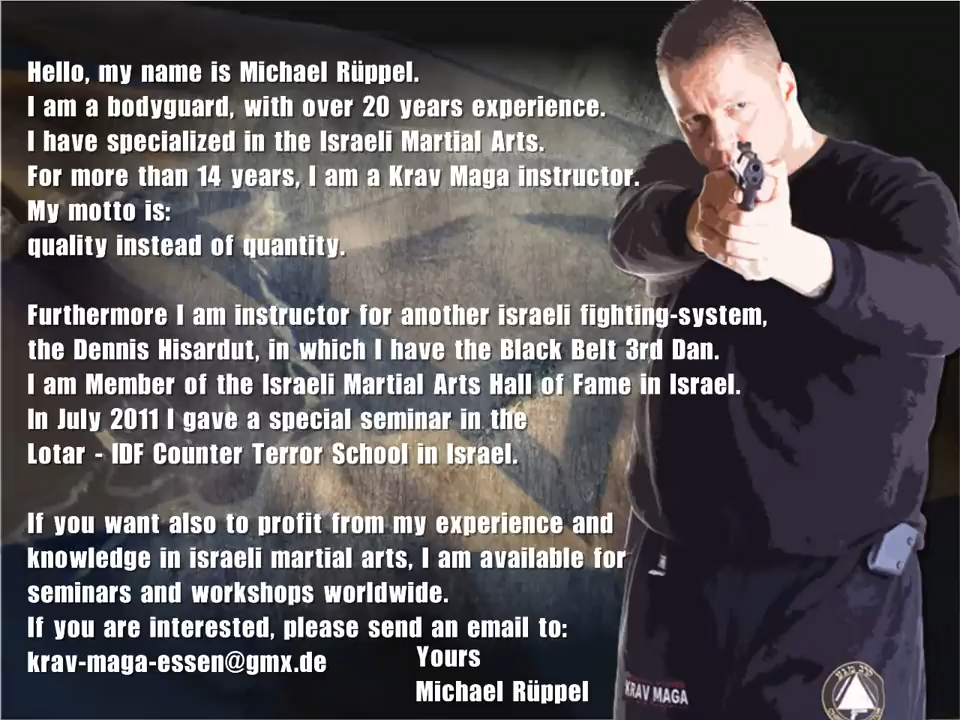 Hello, my name is Michael Rüppel.
I am a bodyguard, with over 20 years experience.
I have specialized in the Israeli Martial Arts.
For more than 14 years, I am a Krav Maga instructor.
My motto is:
quality instead of quantity.
Furthermore I am instructor for another israeli fighting-system,
the Dennis Hisardut, in which I have the Black Belt 3rd Dan.
I am Member of the Israeli Martial Arts Hall of Fame in Israel.
In July 2011 I gave a special seminar in the
Lotar - IDF Counter Terror School in Israel.
If you want also to profit from my experience and
knowledge in israeli martial arts, I am available for
seminars and workshops worldwide.
If you are interested, please send an email to:
krav-maga-essen@gmx.de
Yours
Michael Rüppel
KRAV MAGA
קרב מגע